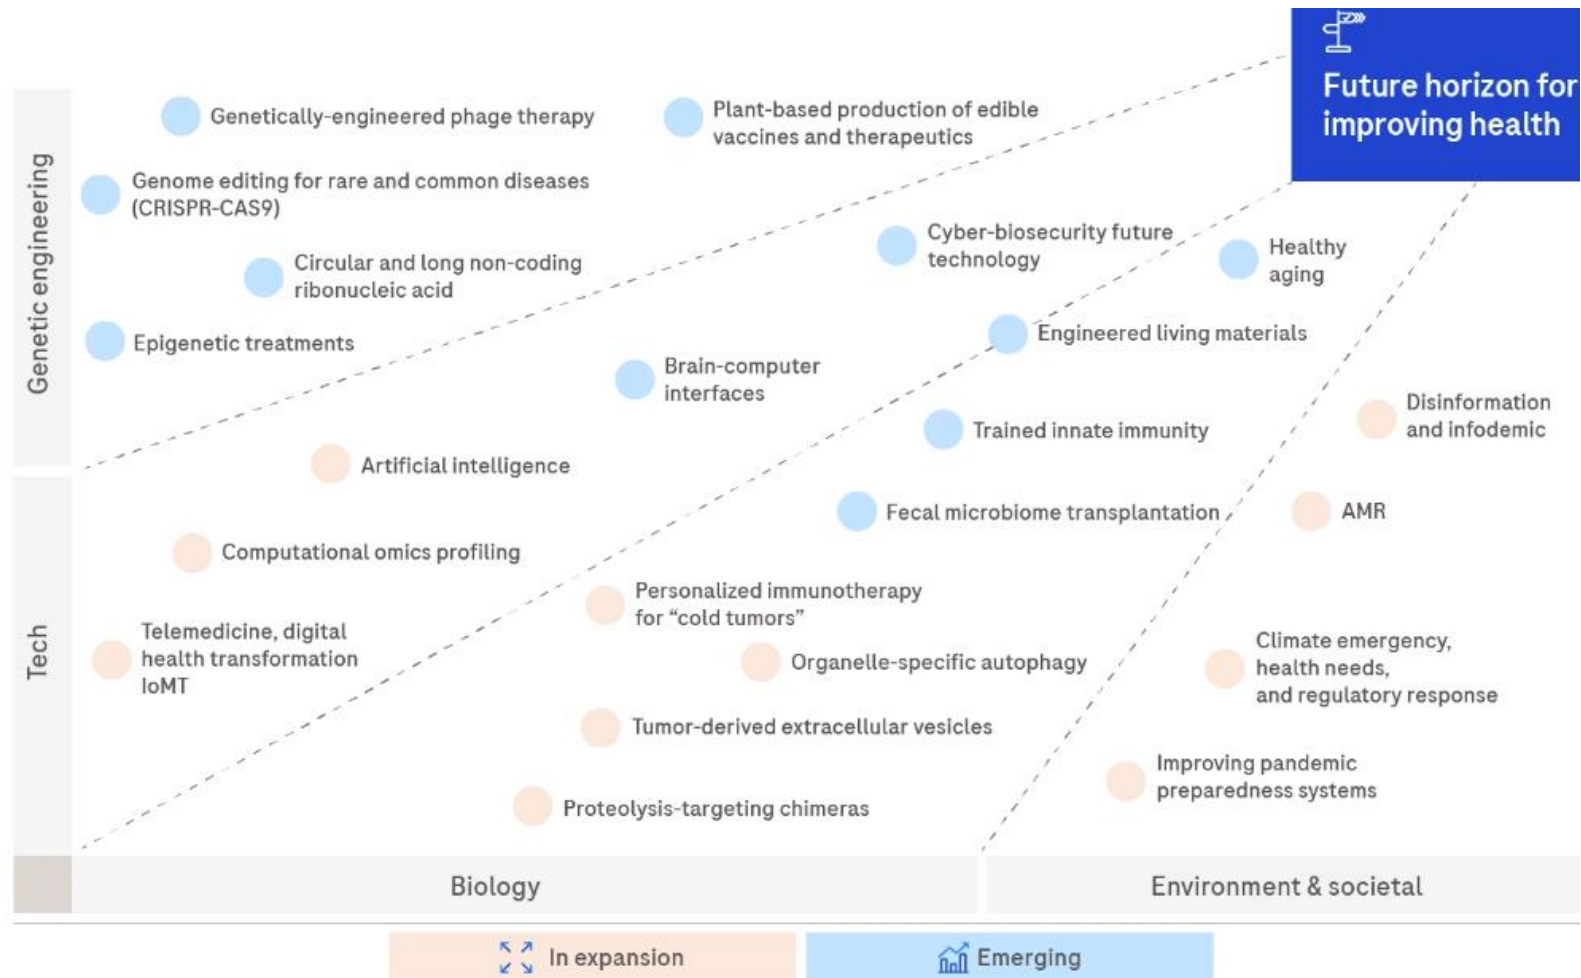 Future horizon for
improving health
Genetic engineering
Genetically-engineered phage therapy
Plant-based production of edible
vaccines and therapeutics
Genome editing for rare and common diseases
(CRISPR-CAS9)
Circular and long non-coding
ribonucleic acid
Epigenetic treatments
Cyber-biosecurity future
technology
Healthy
aging
Engineered living materials
Brain-computer
interfaces
Disinformation
and infodemic
Trained innate immunity
Artificial intelligence
Fecal microbiome transplantation
AMR
Tech
Computational omics profiling
Personalized immunotherapy
for “cold tumors”
Telemedicine, digital
health transformation
IoMT
Organelle-specific autophagy
Climate emergency,
health needs,
and regulatory response
Tumor-derived extracellular vesicles
Improving pandemic
preparedness systems
Proteolysis-targeting chimeras
Biology
Environment & societal
In expansion
Emerging